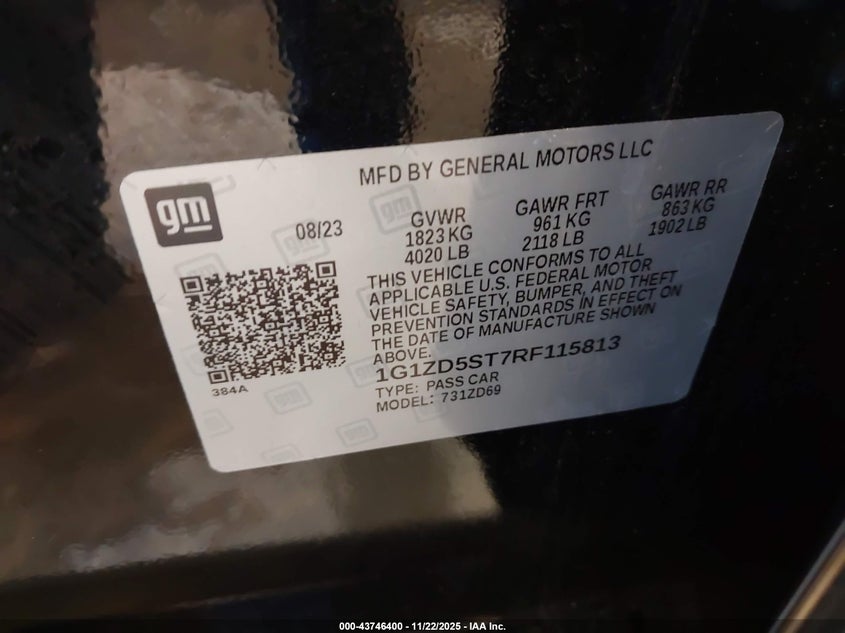 MFD BY GENERAL MOTORS LLC
gm
08/23
GVWR
1823 KG
4020 LB
GAWR FRT
961 KG
2118 LB
GAWR RR
863 KG
1902 LB
THIS VEHICLE CONFORMS TO ALL
APPLICABLE U.S. FEDERAL MOTOR
VEHICLE SAFETY, BUMPER, AND THEFT
PREVENTION STANDARDS IN EFFECT ON
THE DATE OF MANUFACTURE SHOWN
ABOVE.
1G1ZD5ST7RF115813
TYPE: PASS CAR
MODEL: 731ZD69
384A
000-43746400 - 11/22/2025 - IAA Inc.